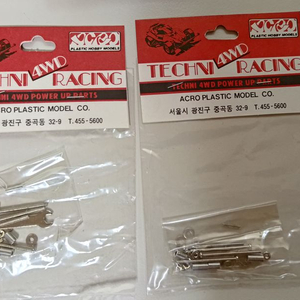 ACRO
PLASTIC HOBBY MODELS
TECHNI 4WD RACING
TECHNI 4WD POWER UP PARTS
ACRO PLASTIC MODEL CO.
광진구 중곡동 32-9 T. 455-5600
ACRO
PLASTIC HOBBY MODELS
TECHNI 4WD RACING
TECHNI 4WD POWER UP PARTS
ACRO PLASTIC MODEL CO.
서울시 광진구 중곡동 32-9 T. 455-5600